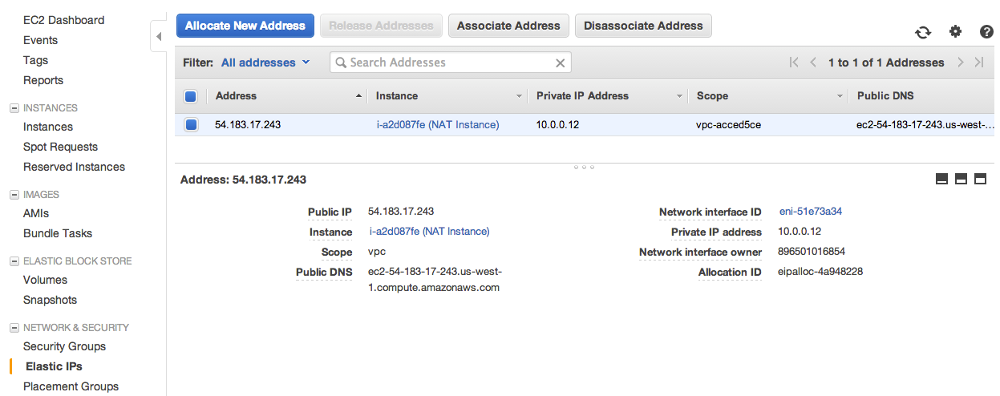 EC2 Dashboard
Events
Tags
Reports
INSTANCES
Instances
Spot Requests
Reserved Instances
IMAGES
AMIs
Bundle Tasks
ELASTIC BLOCK STORE
Volumes
Snapshots
NETWORK & SECURITY
Security Groups
Elastic IPs
Placement Groups
Allocate New Address Release Addresses Associate Address Disassociate Address
Filter: All addresses Search Addresses 1 to 1 of 1 Addresses
Address Instance Private IP Address Scope Public DNS
54.183.17.243 i-a2d087fe (NAT Instance) 10.0.0.12 vpc-acced5ce ec2-54-183-17-243.us-west-...
Address: 54.183.17.243
Public IP 54.183.17.243 Network interface ID eni-51e73a34
Instance i-a2d087fe (NAT Instance) Private IP address 10.0.0.12
Scope vpc Network interface owner 896501016854
Public DNS ec2-54-183-17-243.us-west- Allocation ID eipalloc-4a948228
1.compute.amazonaws.com